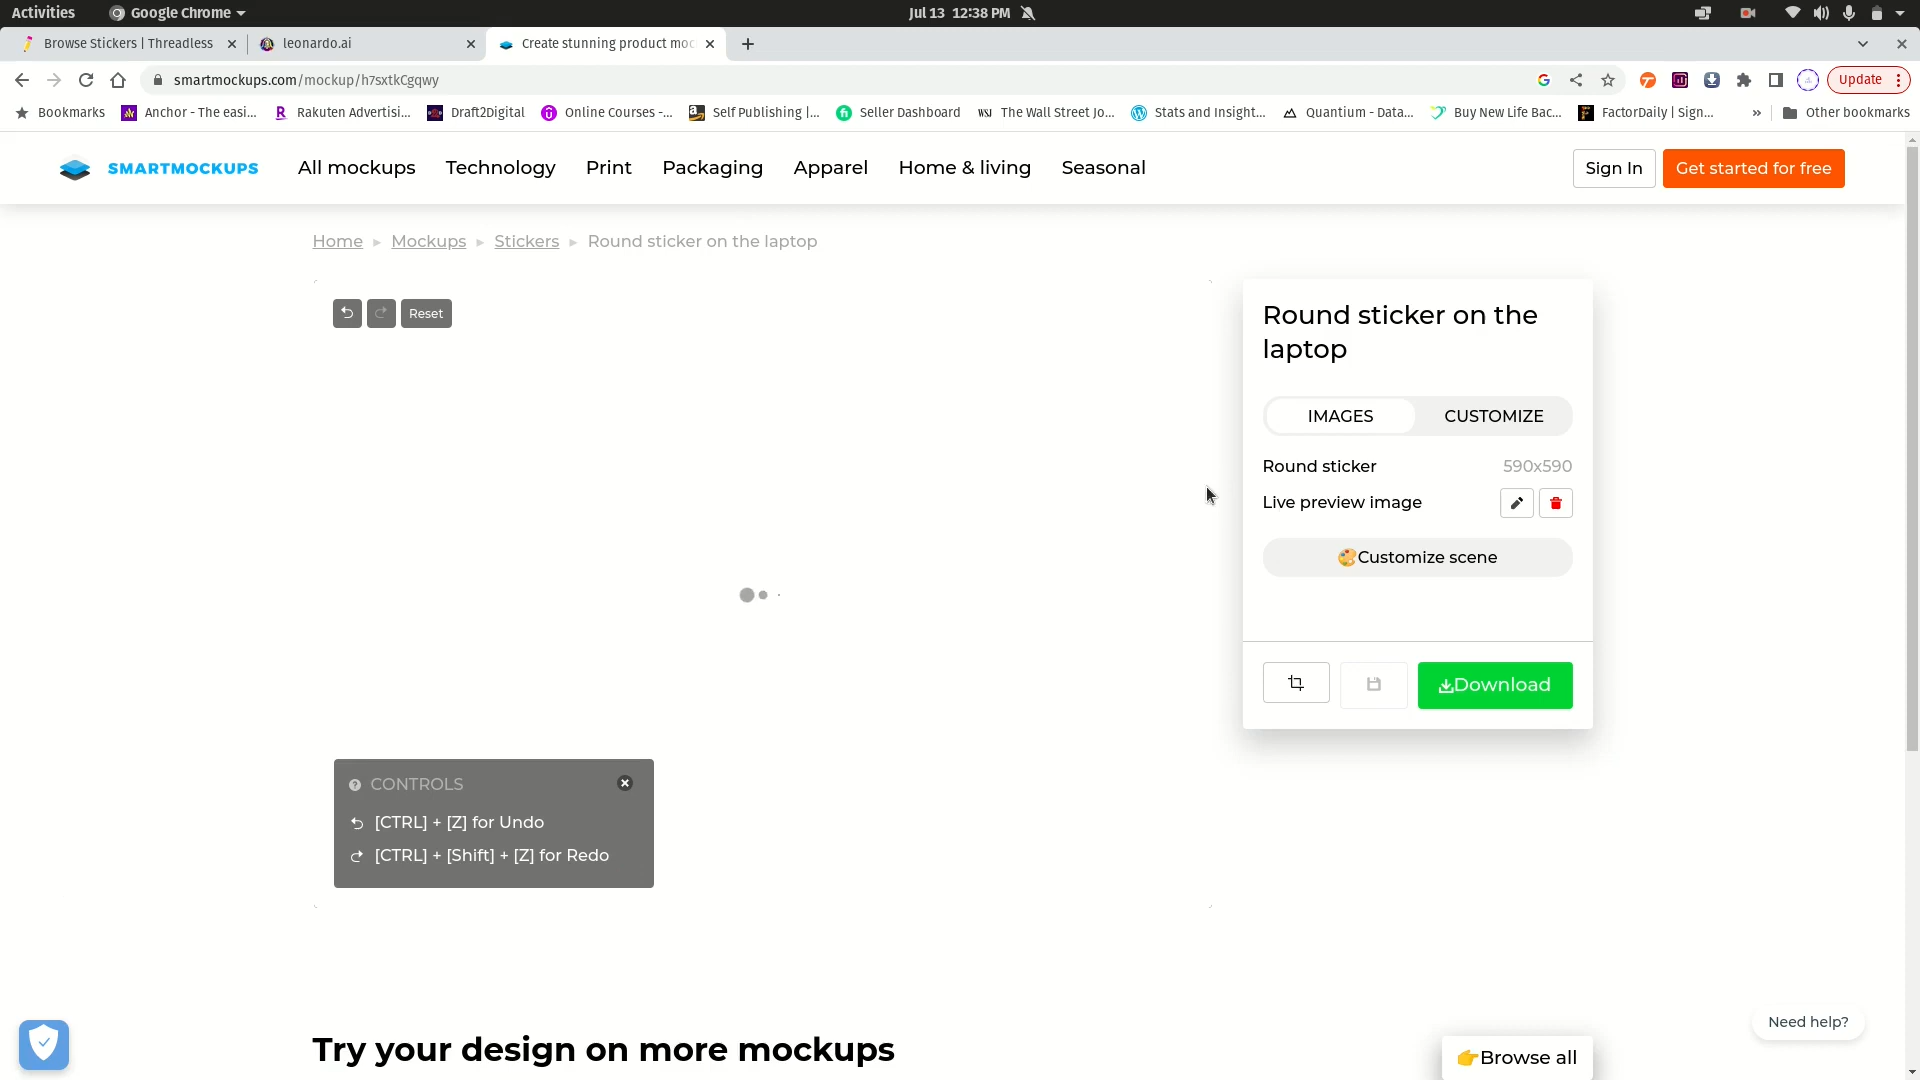 Activities
Google Chrome
Jul 13 12:38 PM
Browse Stickers | Threadless
leonardo.ai
Create stunning product moc
smartmockups.com/mockup/h7sxtkCgqwy
Update
Bookmarks
Anchor - The easi...
Rakuten Advertisi...
Draft2Digital
Online Courses -...
Self Publishing |...
Seller Dashboard
WSJ
The Wall Street Jo...
Stats and Insight...
Quantium - Data...
Buy New Life Bac...
FactorDaily | Sign...
»
Other bookmarks
SMARTMOCKUPS
All mockups
Technology
Print
Packaging
Apparel
Home & living
Seasonal
Sign In
Get started for free
Home ▸ Mockups ▸ Stickers ▸ Round sticker on the laptop
Reset
Round sticker on the
laptop
IMAGES
CUSTOMIZE
Round sticker
590x590
Live preview image
Customize scene
Download
CONTROLS
[CTRL] + [Z] for Undo
[CTRL] + [Shift] + [Z] for Redo
Need help?
Try your design on more mockups
Browse all